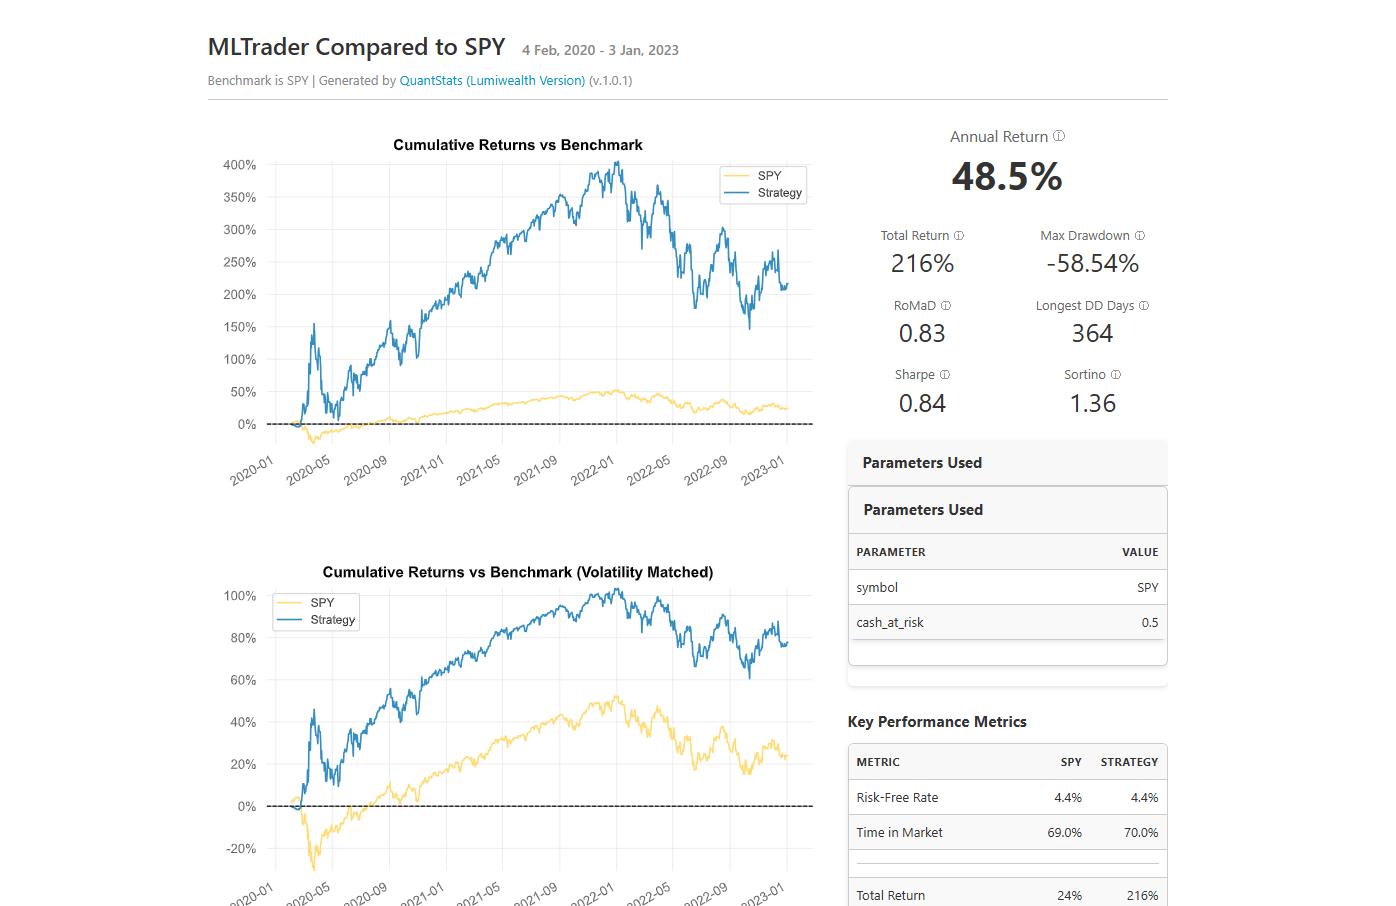 MLTrader Compared to SPY 4 Feb, 2020 - 3 Jan, 2023
Benchmark is SPY | Generated by QuantStats (Lumiwealth Version) (v.1.0.1)
Cumulative Returns vs Benchmark
400%
350%
300%
250%
200%
150%
100%
50%
0%
SPY
Strategy
2020-01
2020-05
2020-09
2021-01
2021-05
2021-09
2022-01
2022-05
2022-09
2023-01
Cumulative Returns vs Benchmark (Volatility Matched)
100%
80%
60%
40%
20%
0%
-20%
SPY
Strategy
2020-01
2020-05
2020-09
2021-01
2021-05
2021-09
2022-01
2022-05
2022-09
2023-01
Annual Return ⓘ
48.5%
Total Return ⓘ Max Drawdown ⓘ
216% -58.54%
RoMaD ⓘ Longest DD Days ⓘ
0.83 364
Sharpe ⓘ Sortino ⓘ
0.84 1.36
Parameters Used
Parameters Used
PARAMETER VALUE
symbol SPY
cash_at_risk 0.5
Key Performance Metrics
METRIC SPY STRATEGY
Risk-Free Rate 4.4% 4.4%
Time in Market 69.0% 70.0%
Total Return 24% 216%